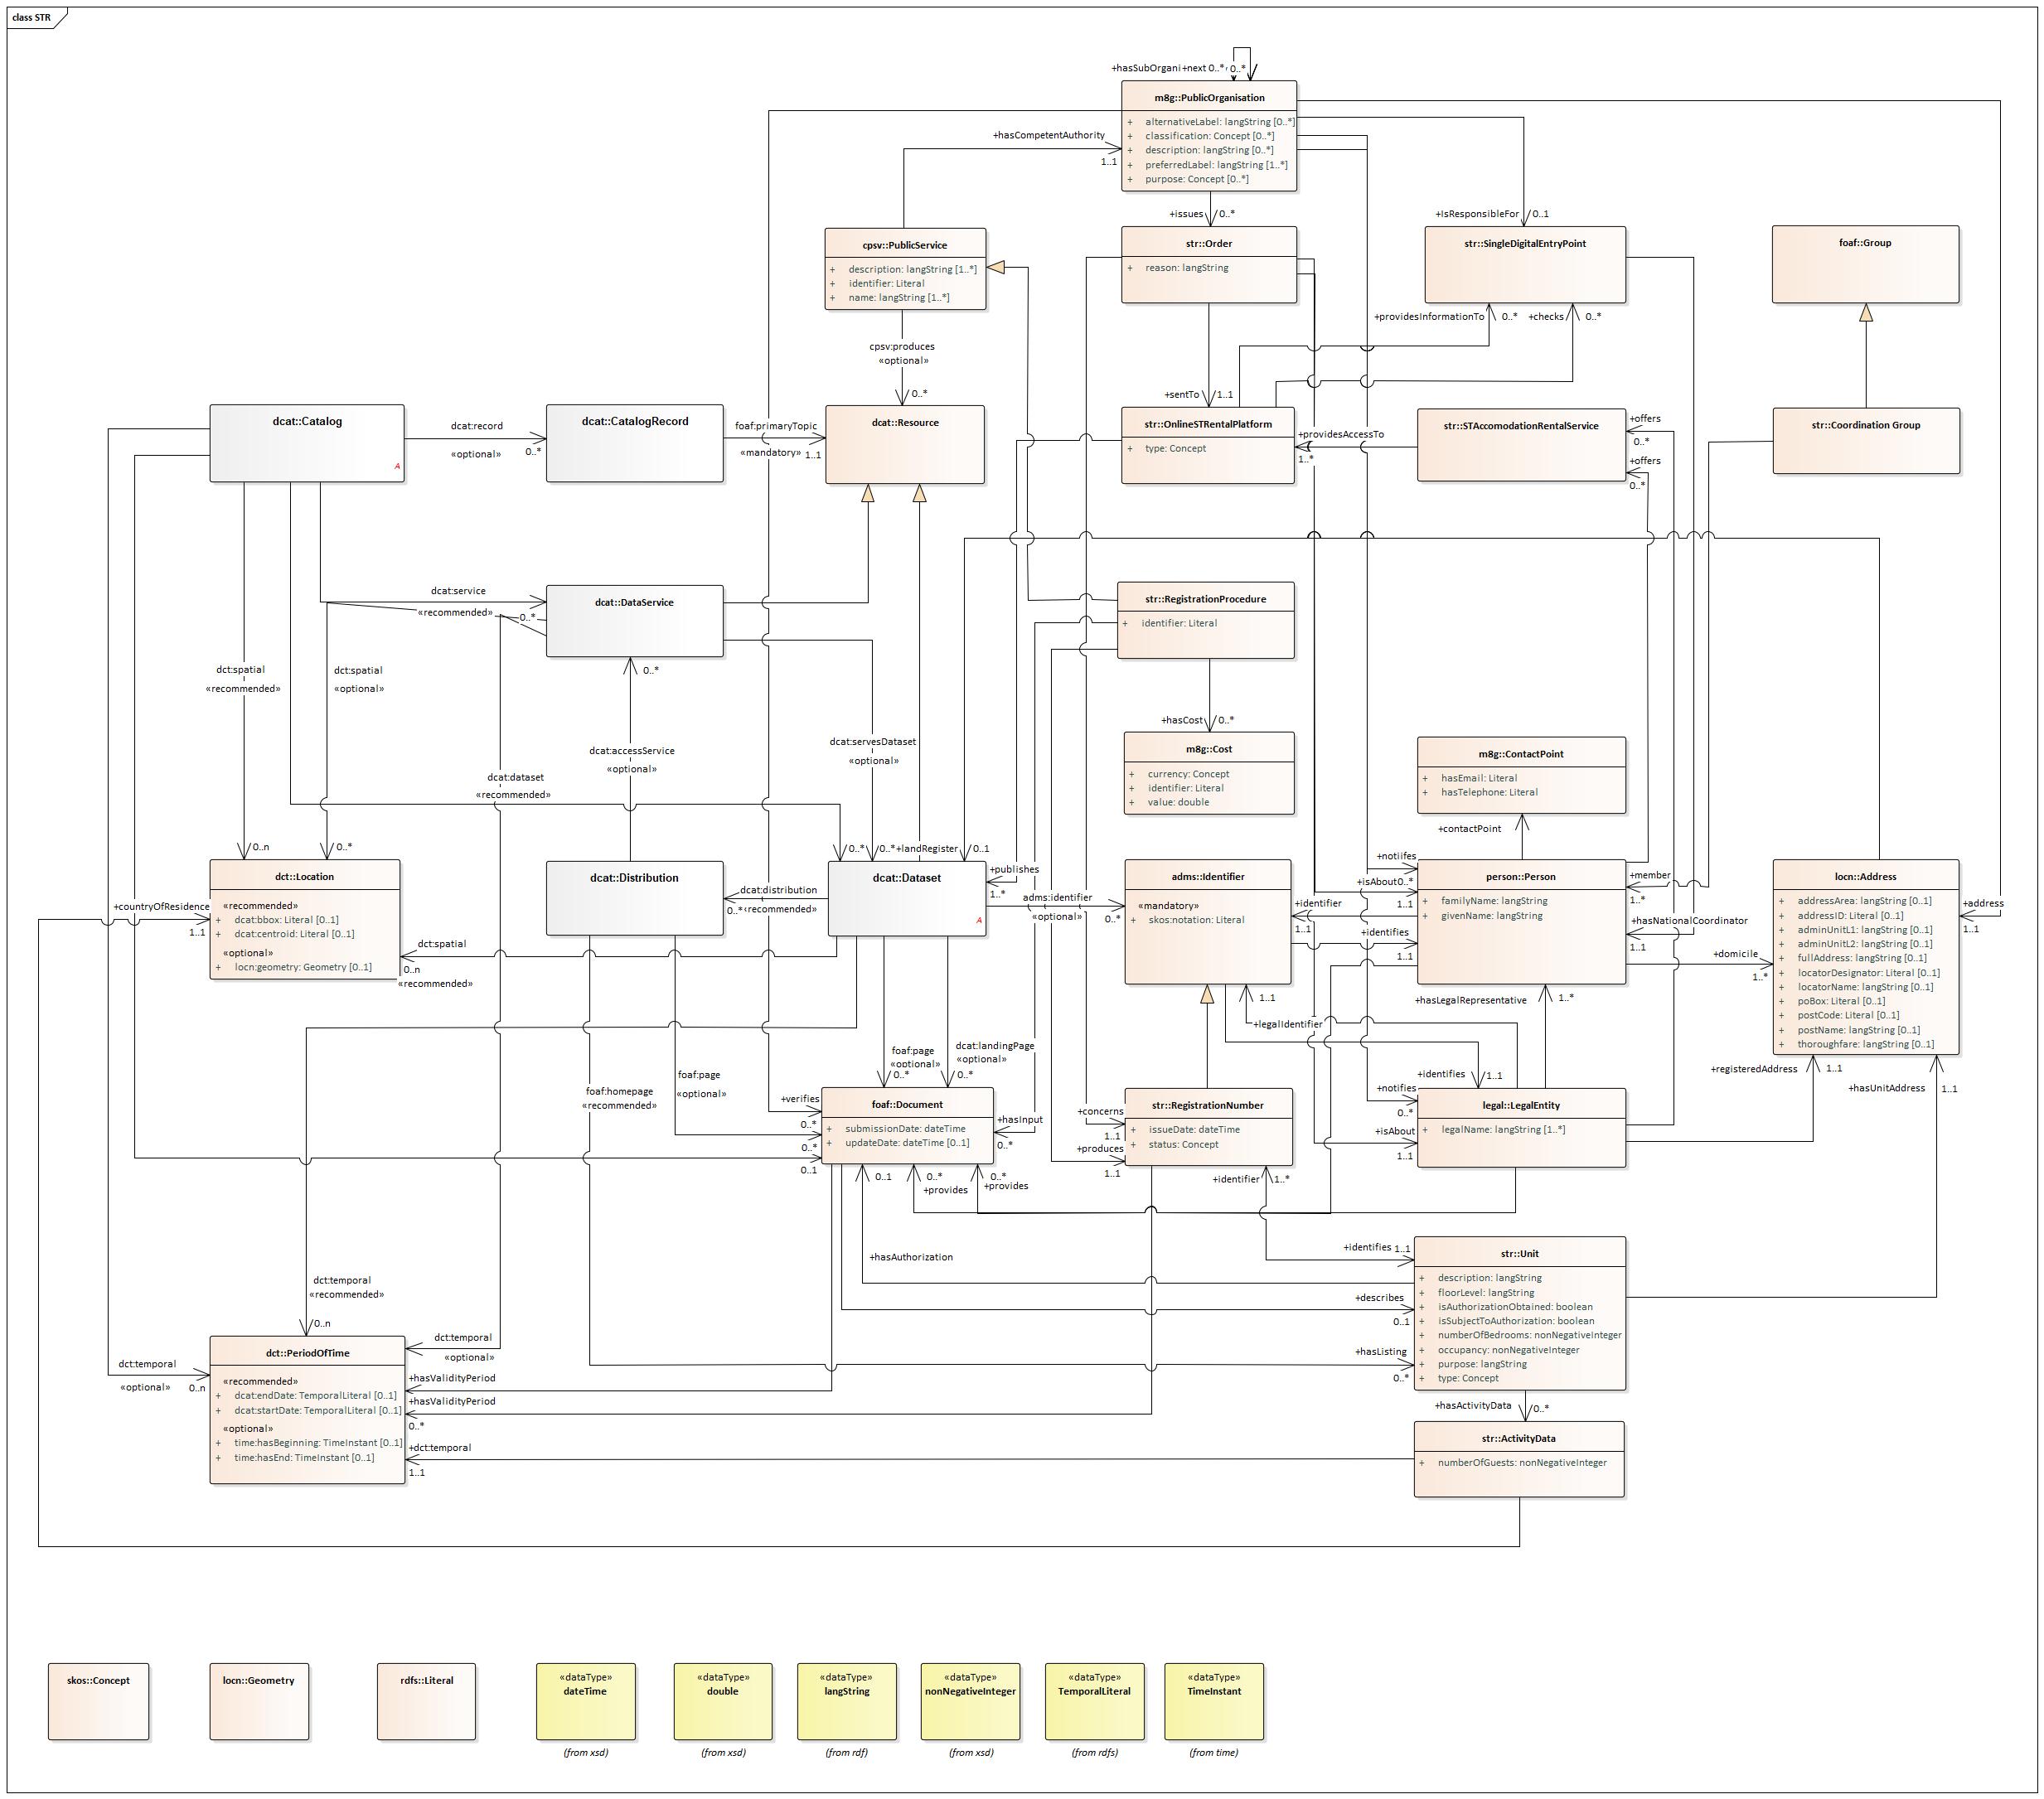 class STR
+hasSubOrgani
+next 0..*
0..*
m8g::PublicOrganisation
+ alternativeLabel: langString [0..*]
+ classification: Concept [0..*]
+ description: langString [0..*]
+ preferredLabel: langString [1..*]
+ purpose: Concept [0..*]
+hasCompetentAuthority
1..1
+issues
0..*
+IsResponsibleFor
0..1
cpsv::PublicService
+ description: langString [1..*]
+ identifier: Literal
+ name: langString [1..*]
str::Order
+ reason: langString
str::SingleDigitalEntryPoint
foaf::Group
+providesInformationTo
0..*
+checks
0..*
cpsv:produces
«optional»
0..*
+sentTo
1..1
dcat::Catalog
A
dcat:record
«optional»
0..*
dcat::CatalogRecord
foaf:primaryTopic
«mandatory»
1..1
dcat::Resource
str::OnlineSTRentalPlatform
+ type: Concept
+providesAccessTo
1..*
str::STAccomodationRentalService
+offers
0..*
+offers
0..*
str::Coordination Group
dcat:service
«recommended»
0..*
dcat::DataService
str::RegistrationProcedure
+ identifier: Literal
dct:spatial
«recommended»
dct:spatial
«optional»
0..*
dcat:accessService
«optional»
dcat:servesDataset
«optional»
dcat:dataset
«recommended»
+hasCost
0..*
m8g::Cost
+ currency: Concept
+ identifier: Literal
+ value: double
m8g::ContactPoint
+ hasEmail: Literal
+ hasTelephone: Literal
+contactPoint
0..n
0..*
0..*
0..*
+landRegister
0..1
dct::Location
«recommended»
+ dcat:bbox: Literal [0..1]
+ dcat:centroid: Literal [0..1]
«optional»
+ locn:geometry: Geometry [0..1]
+countryOfResidence
1..1
dcat::Distribution
dcat:distribution
0..*
«recommended»
dcat::Dataset
A
+publishes
1..*
adms:identifier
«optional»
0..*
adms::Identifier
«mandatory»
+ skos:notation: Literal
+notiifes
+isAbout
0..*
1..1
+identifier
1..1
+identifies
1..1
person::Person
+ familyName: langString
+ givenName: langString
+member
1..*
+hasNationalCoordinator
1..1
+domicile
1..*
locn::Address
+ addressArea: langString [0..1]
+ addressID: Literal [0..1]
+ adminUnitL1: langString [0..1]
+ adminUnitL2: langString [0..1]
+ fullAddress: langString [0..1]
+ locatorDesignator: Literal [0..1]
+ locatorName: langString [0..1]
+ poBox: Literal [0..1]
+ postCode: Literal [0..1]
+ postName: langString [0..1]
+ thoroughfare: langString [0..1]
+address
1..1
dct:spatial
0..n
«recommended»
+hasLegalRepresentative
1..*
1..1
+legalIdentifier
+identifies
1..1
+registeredAddress
1..1
+hasUnitAddress
1..1
foaf:page
«optional»
0..*
dcat:landingPage
«optional»
0..*
foaf:homepage
«recommended»
foaf:page
«optional»
+verifies
0..*
0..*
0..1
foaf::Document
+ submissionDate: dateTime
+ updateDate: dateTime [0..1]
+hasInput
0..*
+concerns
1..1
+produces
1..1
str::RegistrationNumber
+ issueDate: dateTime
+ status: Concept
+notifies
0..*
+isAbout
1..1
legal::LegalEntity
+ legalName: langString [1..*]
0..1
0..*
+provides
0..*
+provides
+identifier
1..*
+hasAuthorization
+identifies
1..1
+describes
0..1
+hasListing
0..*
str::Unit
+ description: langString
+ floorLevel: langString
+ isAuthorizationObtained: boolean
+ isSubjectToAuthorization: boolean
+ numberOfBedrooms: nonNegativeInteger
+ occupancy: nonNegativeInteger
+ purpose: langString
+ type: Concept
dct:temporal
«recommended»
0..n
dct:temporal
«optional»
0..n
dct::PeriodOfTime
«recommended»
+ dcat:endDate: TemporalLiteral [0..1]
+ dcat:startDate: TemporalLiteral [0..1]
«optional»
+ time:hasBeginning: TimeInstant [0..1]
+ time:hasEnd: TimeInstant [0..1]
dct:temporal
«optional»
+hasValidityPeriod
+hasValidityPeriod
0..*
+dct:temporal
1..1
+hasActivityData
0..*
str::ActivityData
+ numberOfGuests: nonNegativeInteger
skos::Concept
locn::Geometry
rdfs::Literal
«dataType»
dateTime
(from xsd)
«dataType»
double
(from xsd)
«dataType»
langString
(from rdf)
«dataType»
nonNegativeInteger
(from xsd)
«dataType»
TemporalLiteral
(from rdfs)
«dataType»
TimeInstant
(from time)